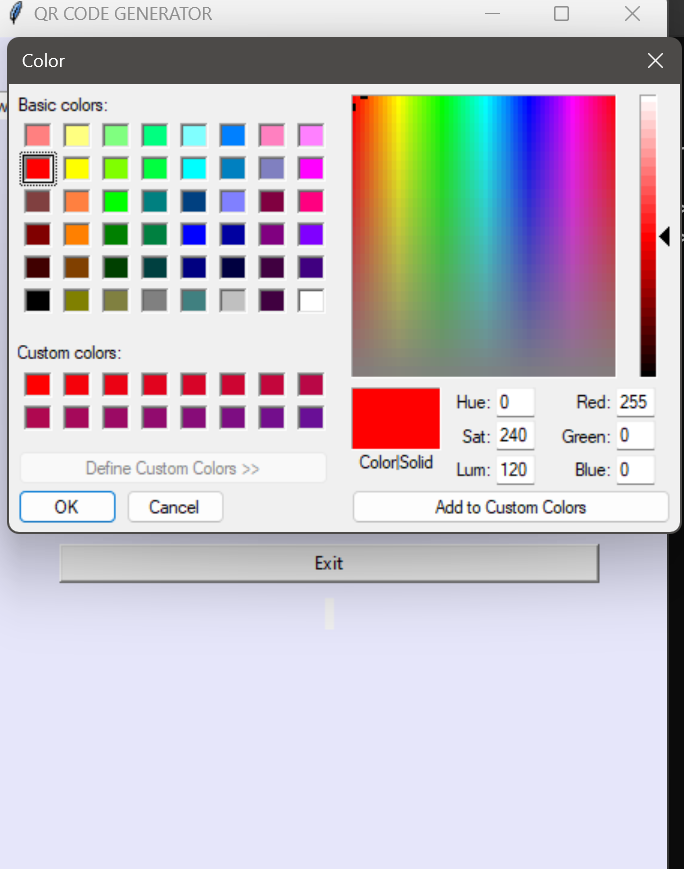 QR CODE GENERATOR
Color
Basic colors:
Custom colors:
Define Custom Colors >>
OK
Cancel
Color|Solid
Hue: 0
Red: 255
Sat: 240
Green: 0
Lum: 120
Blue: 0
Add to Custom Colors
Exit